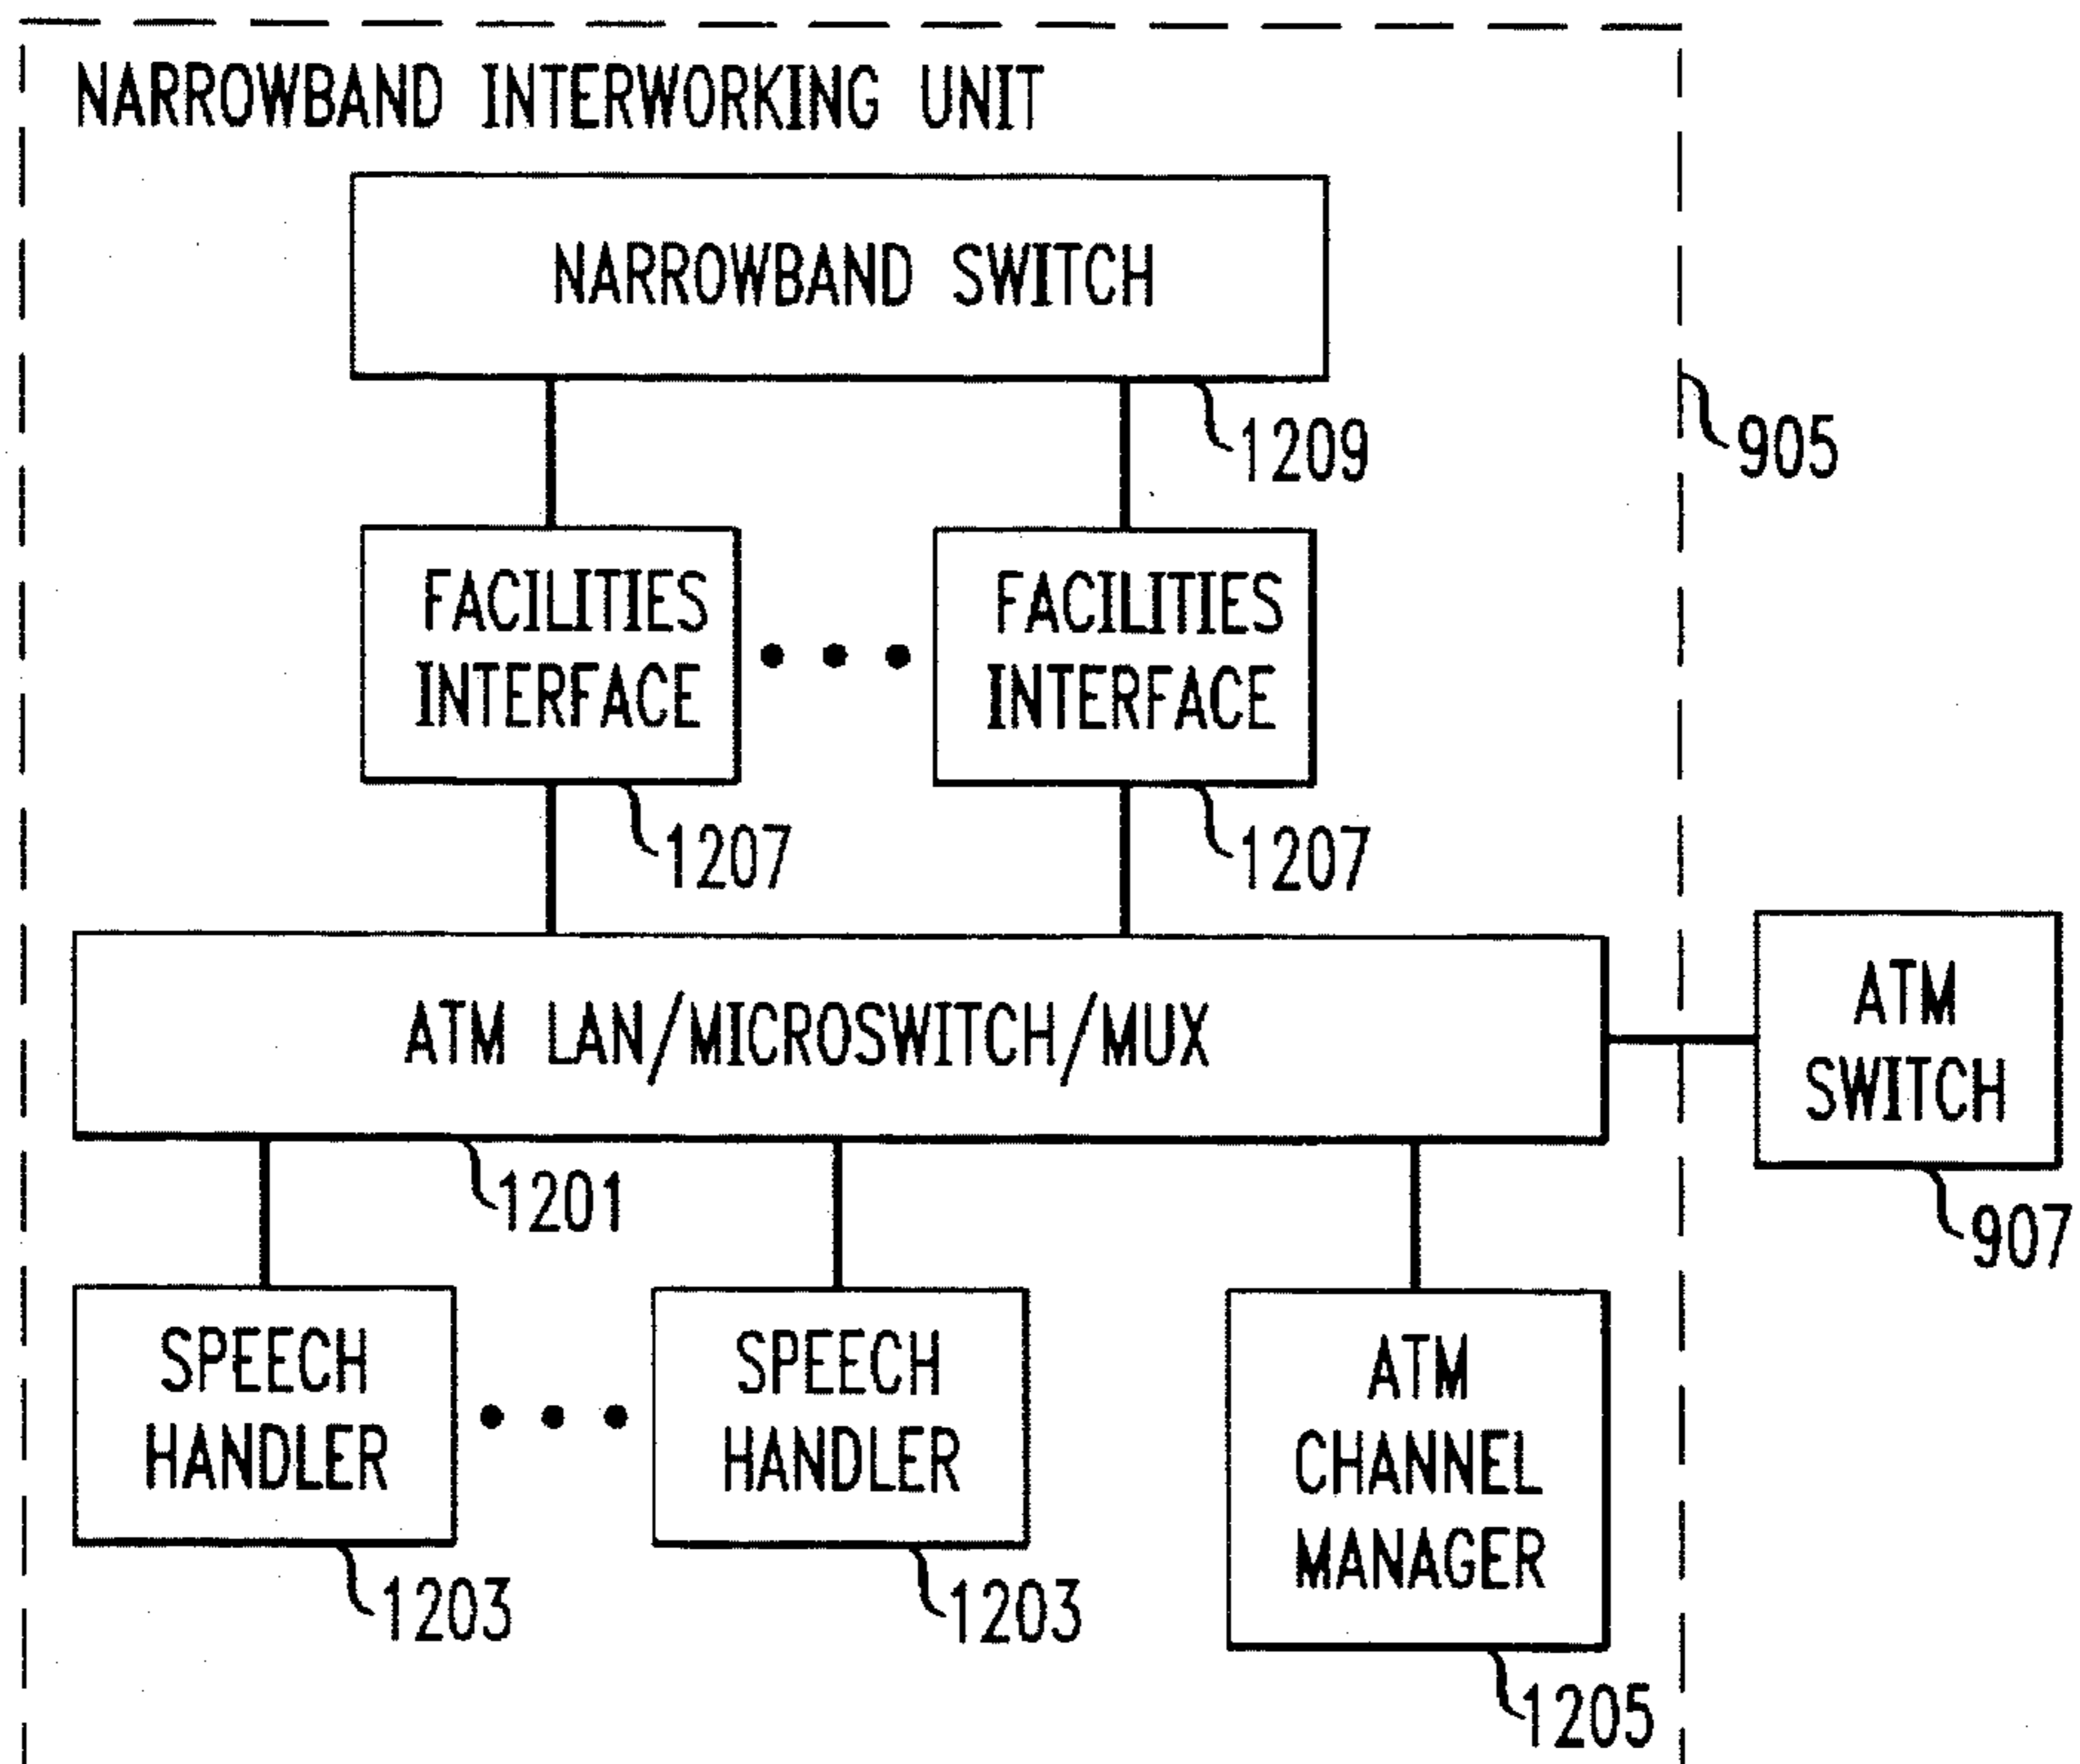 NARROWBAND INTERWORKING UNIT
NARROWBAND SWITCH
1209
905
FACILITIES
INTERFACE
FACILITIES
INTERFACE
1207
1207
ATM LAN/MICROSWITCH/MUX
ATM
SWITCH
1201
907
SPEECH
HANDLER
SPEECH
HANDLER
ATM
CHANNEL
MANAGER
1203
1203
1205